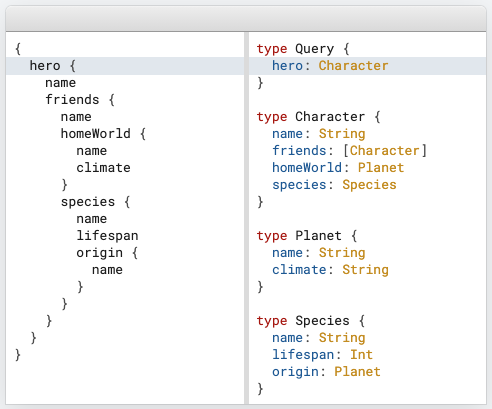 {
  hero {
    name
    friends {
      name
      homeWorld {
        name
        climate
      }
      species {
        name
        lifespan
        origin {
          name
        }
      }
    }
  }
}
type Query {
  hero: Character
}

type Character {
  name: String
  friends: [Character]
  homeWorld: Planet
  species: Species
}

type Planet {
  name: String
  climate: String
}

type Species {
  name: String
  lifespan: Int
  origin: Planet
}